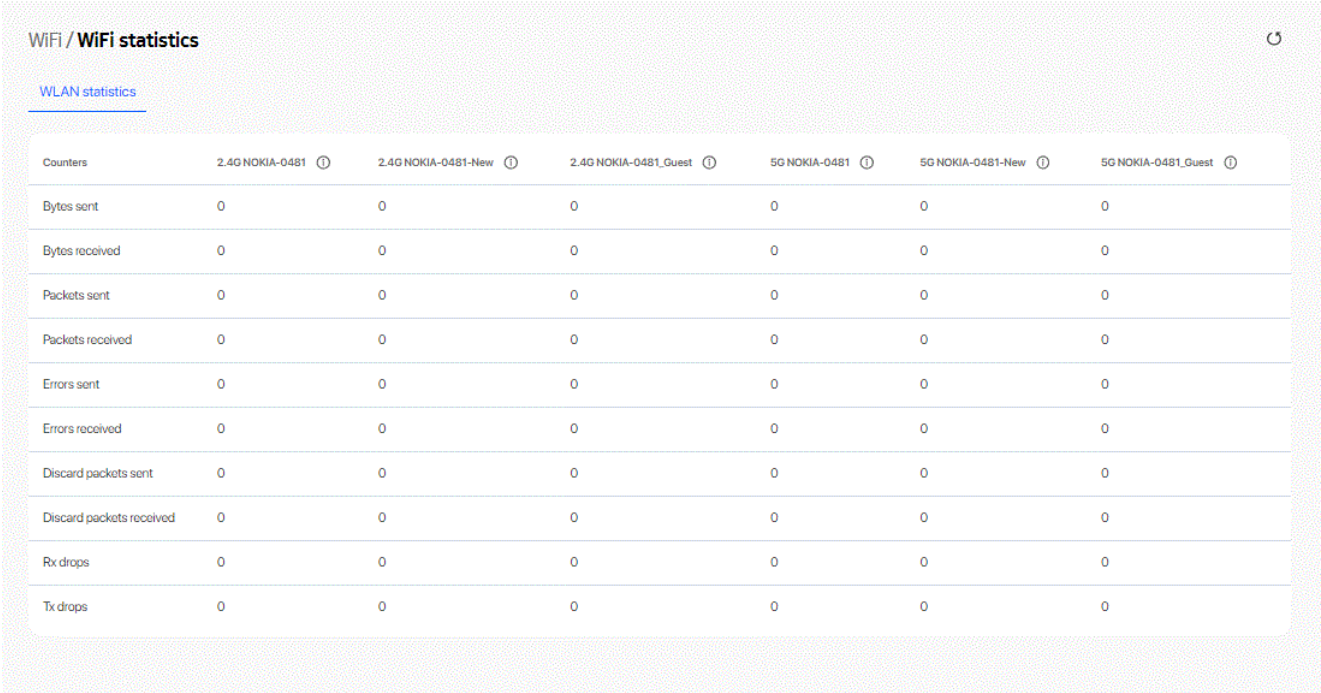 WiFi / WiFi statistics
WLAN statistics
Counters 2.4G NOKIA-0481 2.4G NOKIA-0481-New 2.4G NOKIA-0481_Guest 5G NOKIA-0481 5G NOKIA-0481-New 5G NOKIA-0481_Guest
Bytes sent 0 0 0 0 0 0
Bytes received 0 0 0 0 0 0
Packets sent 0 0 0 0 0 0
Packets received 0 0 0 0 0 0
Errors sent 0 0 0 0 0 0
Errors received 0 0 0 0 0 0
Discard packets sent 0 0 0 0 0 0
Discard packets received 0 0 0 0 0 0
Rx drops 0 0 0 0 0 0
Tx drops 0 0 0 0 0 0